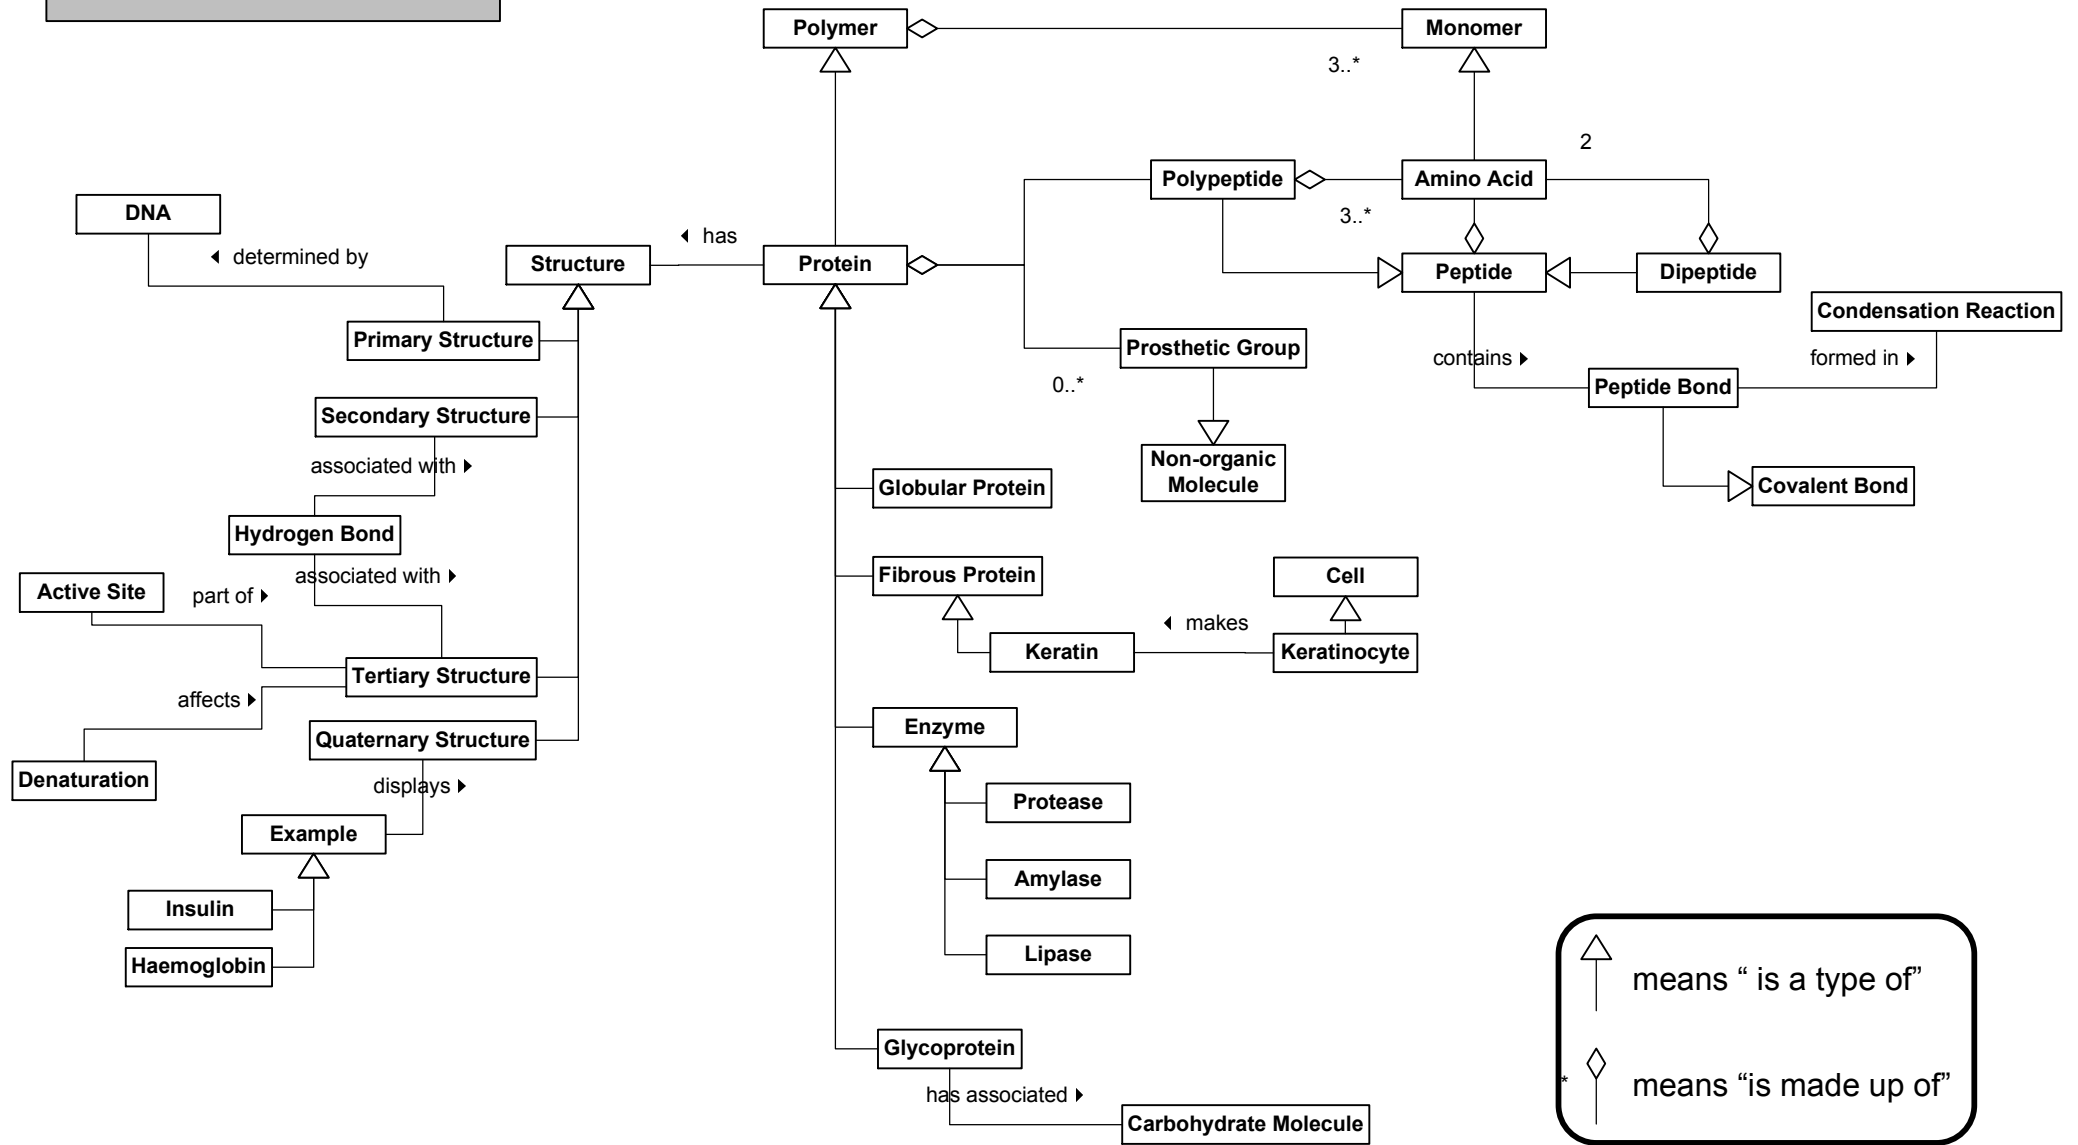 Polymer
Monomer
3..*
2
Polypeptide
Amino Acid
3..*
DNA
◂ determined by
Structure
◂ has
Protein
Peptide
Dipeptide
Primary Structure
Prosthetic Group
0..*
contains ▸
formed in ▸
Condensation Reaction
Peptide Bond
Secondary Structure
associated with ▸
Non-organic
Molecule
Covalent Bond
Globular Protein
Hydrogen Bond
associated with ▸
Active Site
part of ▸
Fibrous Protein
Cell
◂ makes
Keratin
Keratinocyte
Tertiary Structure
affects ▸
Enzyme
Quaternary Structure
Denaturation
displays ▸
Protease
Example
Amylase
Insulin
Lipase
Haemoglobin
Glycoprotein
has associated ▸
Carbohydrate Molecule
means “ is a type of”
* means “is made up of”